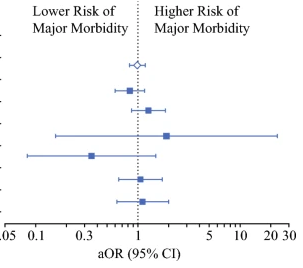 Lower Risk of Higher Risk of
Major Morbidity Major Morbidity
.05 0.1 0.3 1 5 10 20 30
aOR (95% CI)